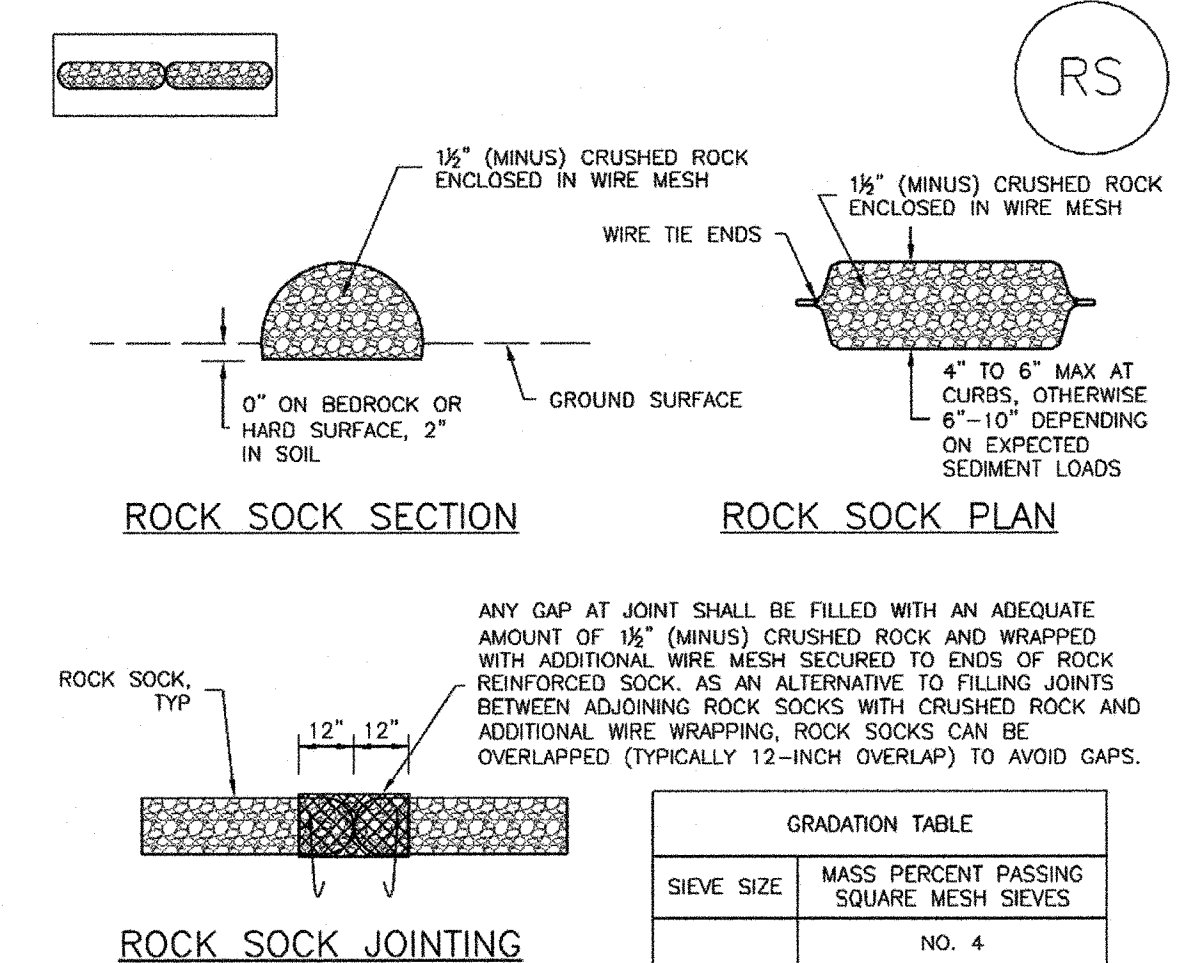 RS
1½" (MINUS) CRUSHED ROCK
ENCLOSED IN WIRE MESH
1½" (MINUS) CRUSHED ROCK
ENCLOSED IN WIRE MESH
WIRE TIE ENDS
0" ON BEDROCK OR
HARD SURFACE, 2"
IN SOIL
GROUND SURFACE
4" TO 6" MAX AT
CURBS, OTHERWISE
6"-10" DEPENDING
ON EXPECTED
SEDIMENT LOADS
ROCK SOCK SECTION
ROCK SOCK PLAN
ANY GAP AT JOINT SHALL BE FILLED WITH AN ADEQUATE
AMOUNT OF 1½" (MINUS) CRUSHED ROCK AND WRAPPED
WITH ADDITIONAL WIRE MESH SECURED TO ENDS OF ROCK
REINFORCED SOCK. AS AN ALTERNATIVE TO FILLING JOINTS
BETWEEN ADJOINING ROCK SOCKS WITH CRUSHED ROCK AND
ADDITIONAL WIRE WRAPPING, ROCK SOCKS CAN BE
OVERLAPPED (TYPICALLY 12-INCH OVERLAP) TO AVOID GAPS.
ROCK SOCK,
TYP
12" 12"
ROCK SOCK JOINTING
GRADATION TABLE
SIEVE SIZE
MASS PERCENT PASSING
SQUARE MESH SIEVES
NO. 4